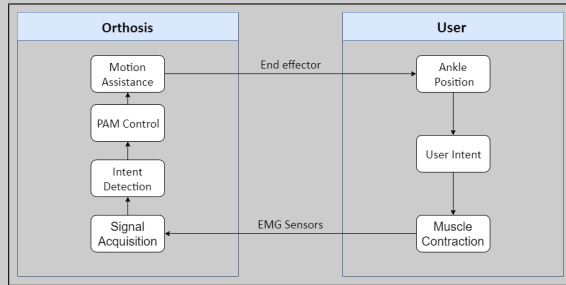 Orthosis
User
Motion
Assistance
End effector
Ankle
Position
PAM Control
User Intent
Intent
Detection
Signal
Acquisition
EMG Sensors
Muscle
Contraction